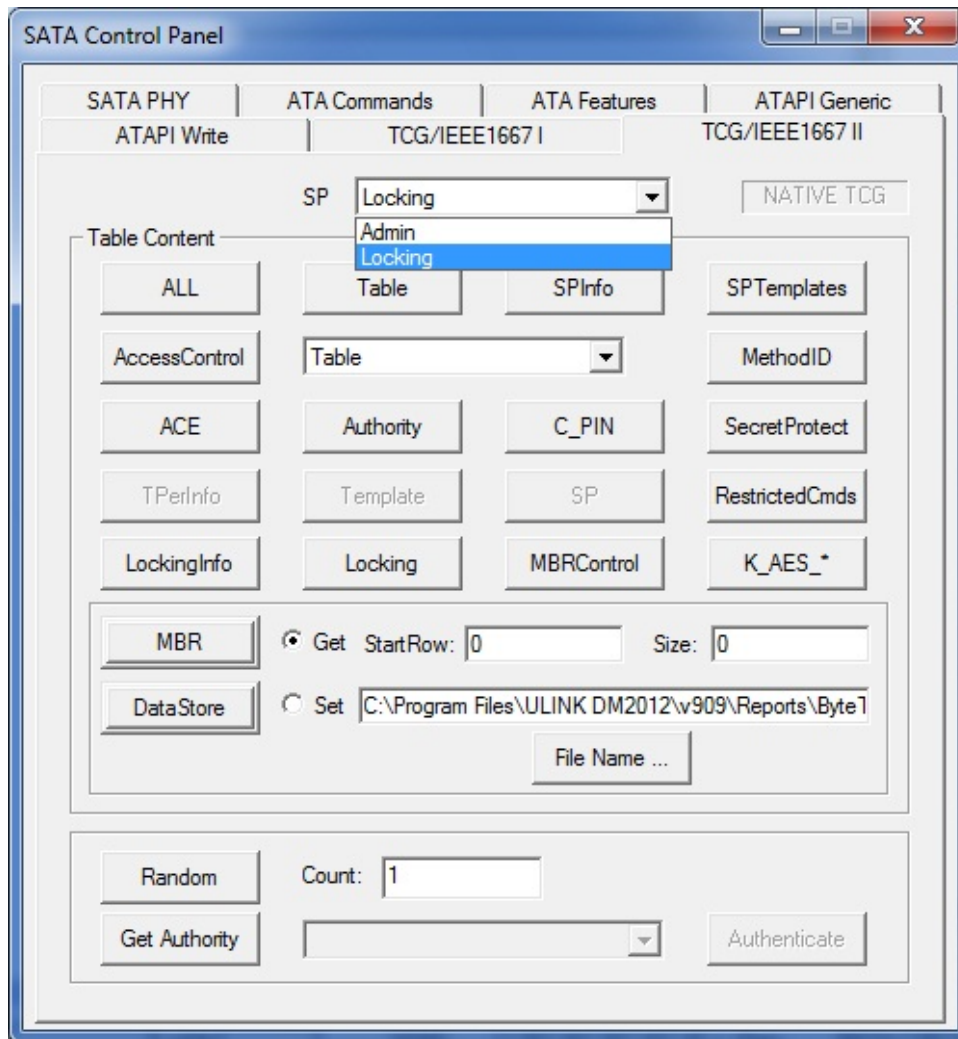 SATA Control Panel
SATA PHY ATA Commands ATA Features ATAPI Generic
ATAPI Write TCG/IEEE1667 I TCG/IEEE1667 II
SP Locking NATIVE TCG
Admin
Locking
Table Content
ALL Table SPInfo SPTemplates
AccessControl Table MethodID
ACE Authority C_PIN SecretProtect
TPerInfo Template SP RestrictedCmds
LockingInfo Locking MBRControl K_AES_*
MBR Get StartRow: 0 Size: 0
DataStore Set C:\Program Files\ULINK DM2012\v909\Reports\ByteT
File Name ...
Random Count: 1
Get Authority Authenticate